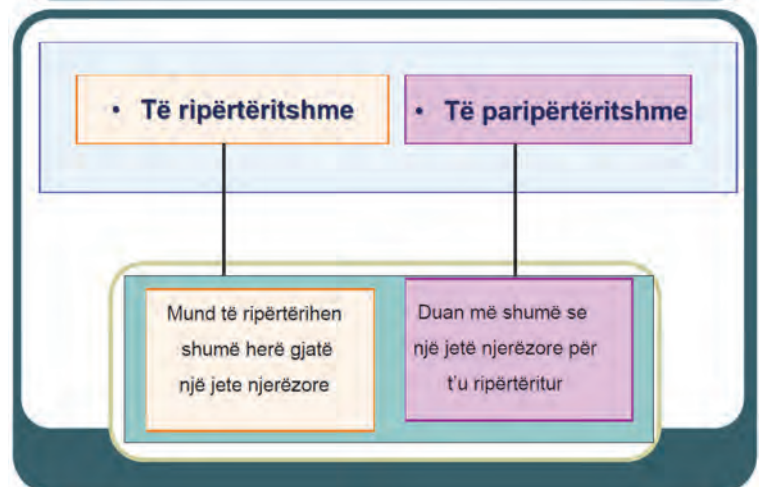 • Të ripërtëritshme
• Të paripërtëritshme
Mund të ripërtërihen
shumë herë gjatë
një jete njerëzore
Duan më shumë se
një jetë njerëzore për
t'u ripërtëritur